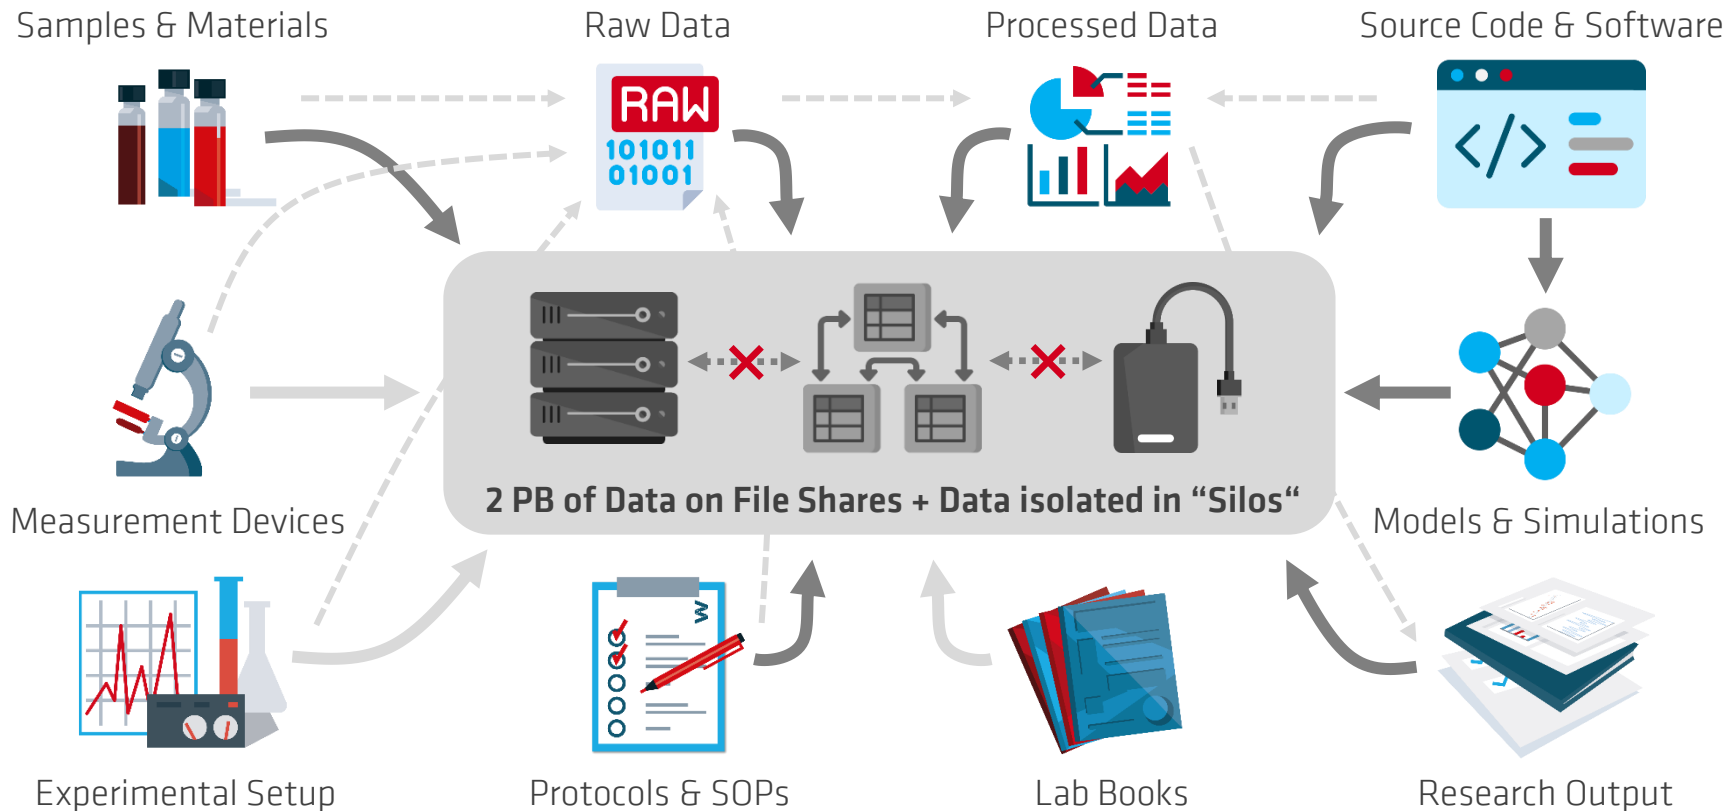 Samples & Materials
Raw Data
Processed Data
Source Code & Software
RAW
101011
01001
</>
2 PB of Data on File Shares + Data isolated in “Silos“
Measurement Devices
Models & Simulations
Experimental Setup
Protocols & SOPs
Lab Books
Research Output